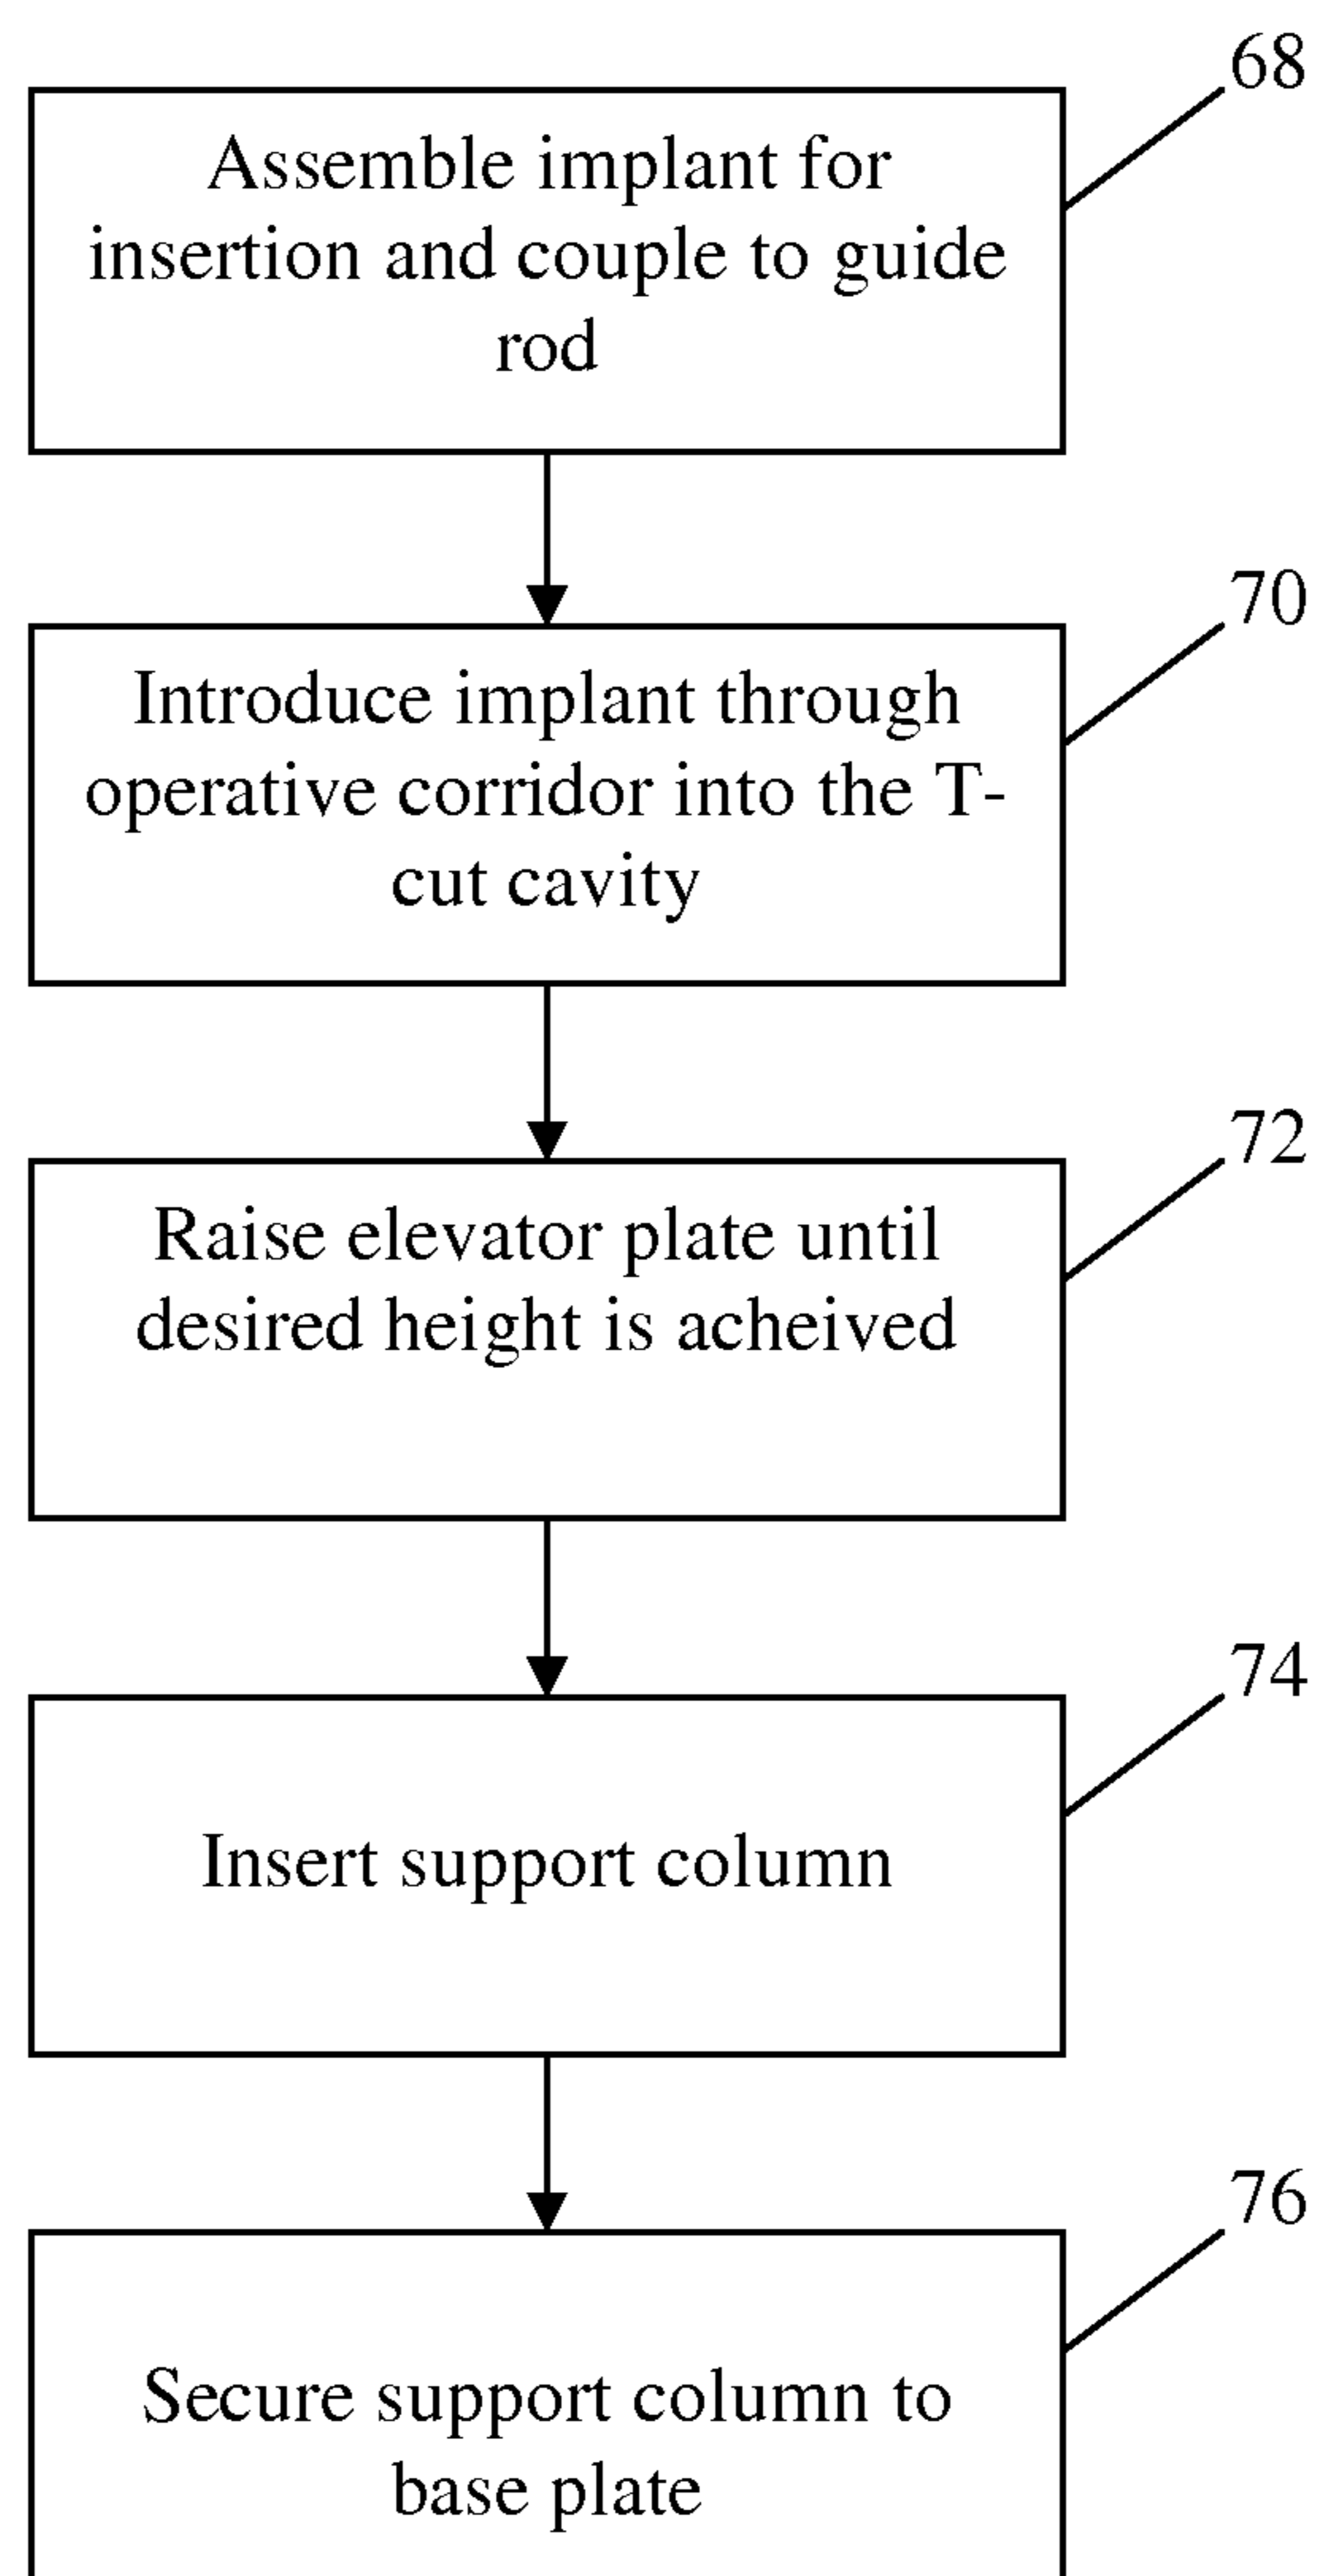 68
Assemble implant for
insertion and couple to guide
rod
70
Introduce implant through
operative corridor into the T-
cut cavity
72
Raise elevator plate until
desired height is acheived
74
Insert support column
76
Secure support column to
base plate